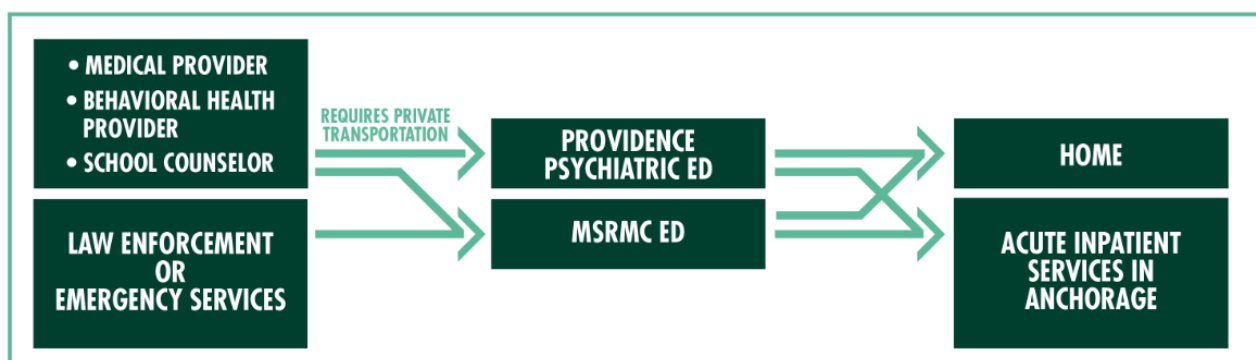 • MEDICAL PROVIDER
• BEHAVIORAL HEALTH
PROVIDER
• SCHOOL COUNSELOR
LAW ENFORCEMENT
OR
EMERGENCY SERVICES
REQUIRES PRIVATE
TRANSPORTATION
PROVIDENCE
PSYCHIATRIC ED
MSRMC ED
HOME
ACUTE INPATIENT
SERVICES IN
ANCHORAGE